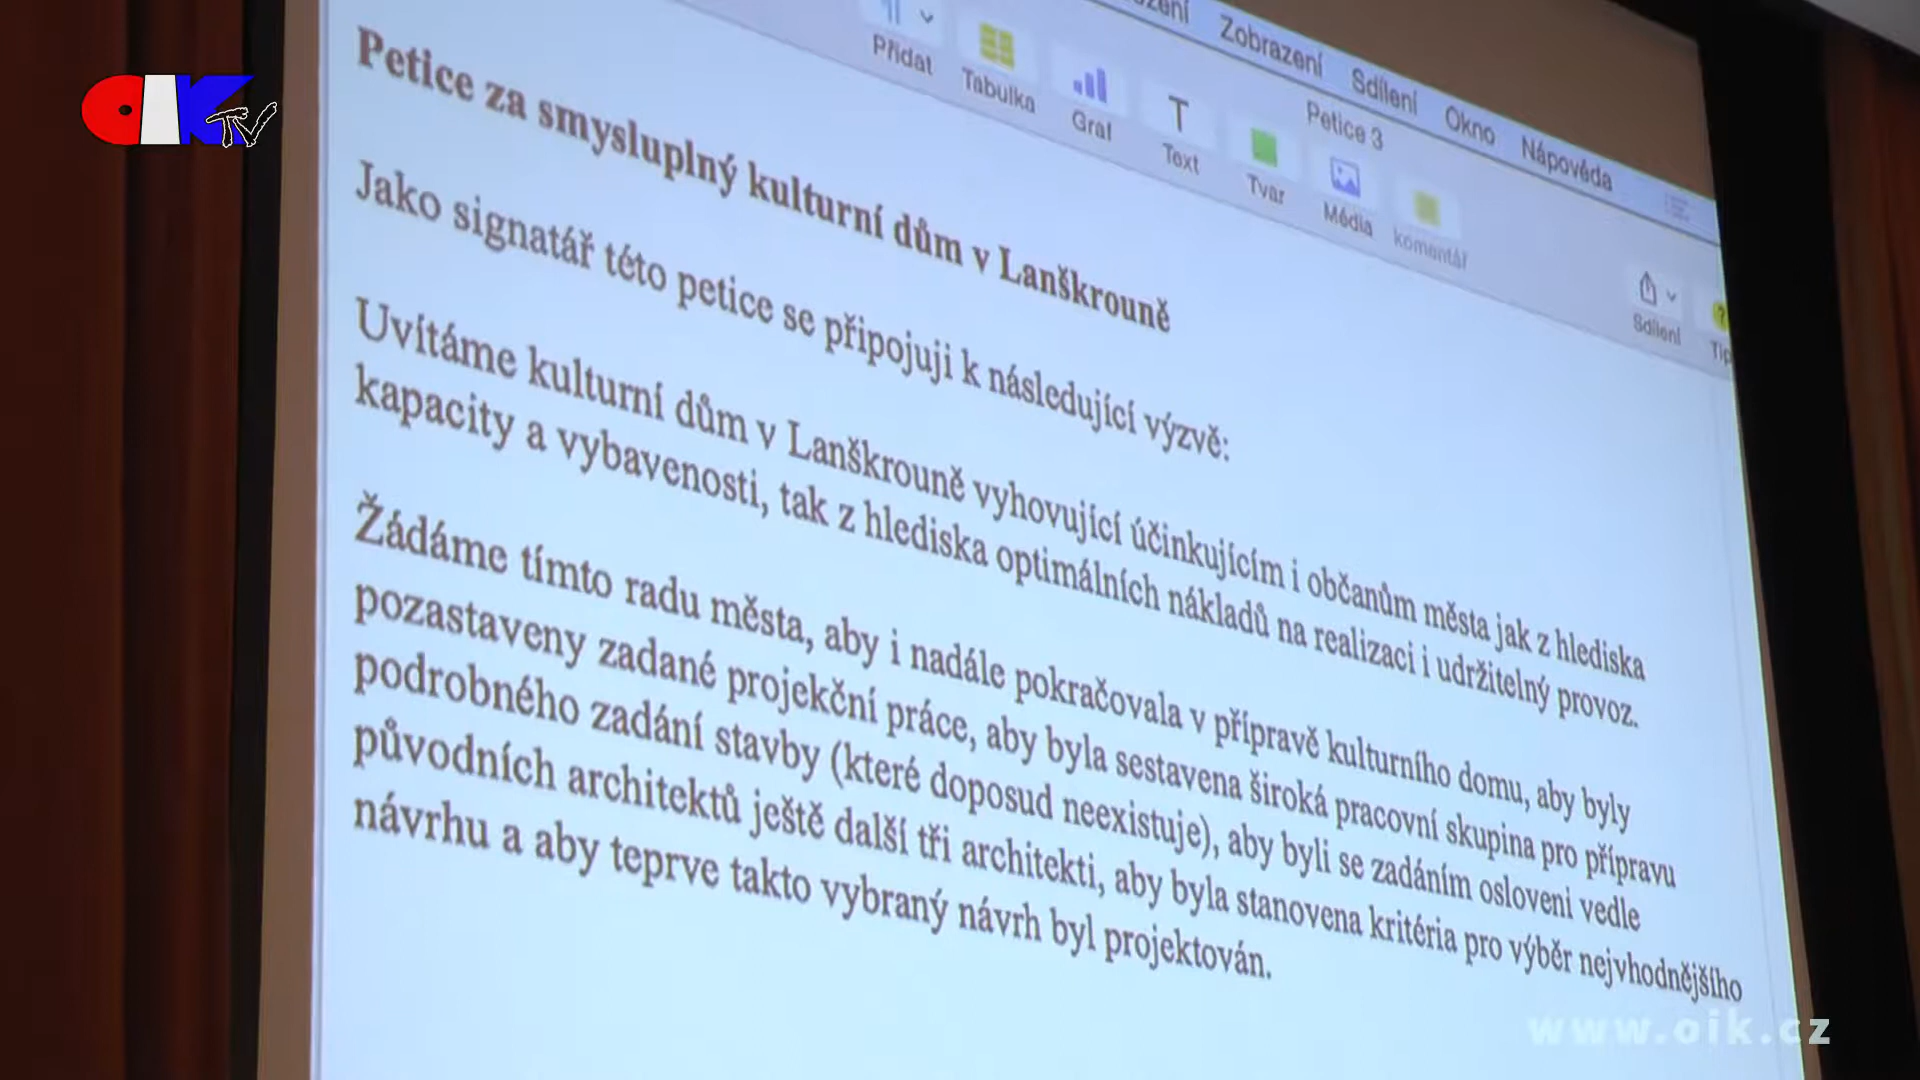 OIK TV
Zobrazení Sdílení Okno Nápověda
Petice 3
Přidat Tabulka Graf Text Tvar Média komentář Sdílení
Petice za smysluplný kulturní dům v Lanškrouně
Jako signatář této petice se připojuji k následující výzvě:
Uvítáme kulturní dům v Lanškrouně vyhovující účinkujícím i občanům města jak z hlediska
kapacity a vybavenosti, tak z hlediska optimálních nákladů na realizaci i udržitelný provoz.
Žádáme tímto radu města, aby i nadále pokračovala v přípravě kulturního domu, aby byly
pozastaveny zadané projekční práce, aby byla sestavena široká pracovní skupina pro přípravu
podrobného zadání stavby (které doposud neexistuje), aby byli se zadáním osloveni vedle
původních architektů ještě další tři architekti, aby byla stanovena kritéria pro výběr nejvhodnějšího
návrhu a aby teprve takto vybraný návrh byl projektován.
www.oik.cz